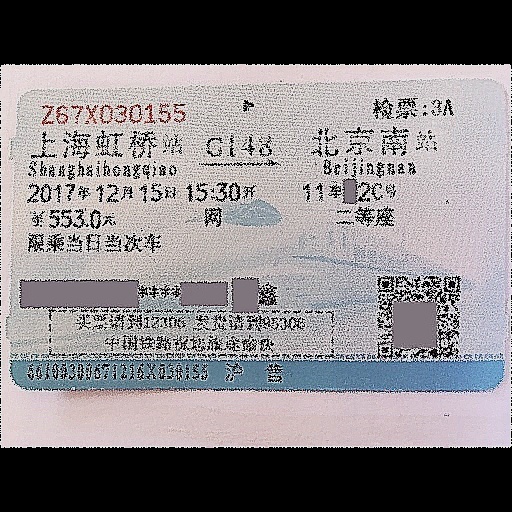 Z67X030155 检票:3A
上海虹桥站 G148 北京南站
Shanghaihongqiao Beijingnan
2017年12月15日 15:30开 11车 2C号
¥553.0元 网 二等座
限乘当日当次车
****
买票请到12306 发货请到95306
中国铁路祝您旅途愉快
X030155 沪 售